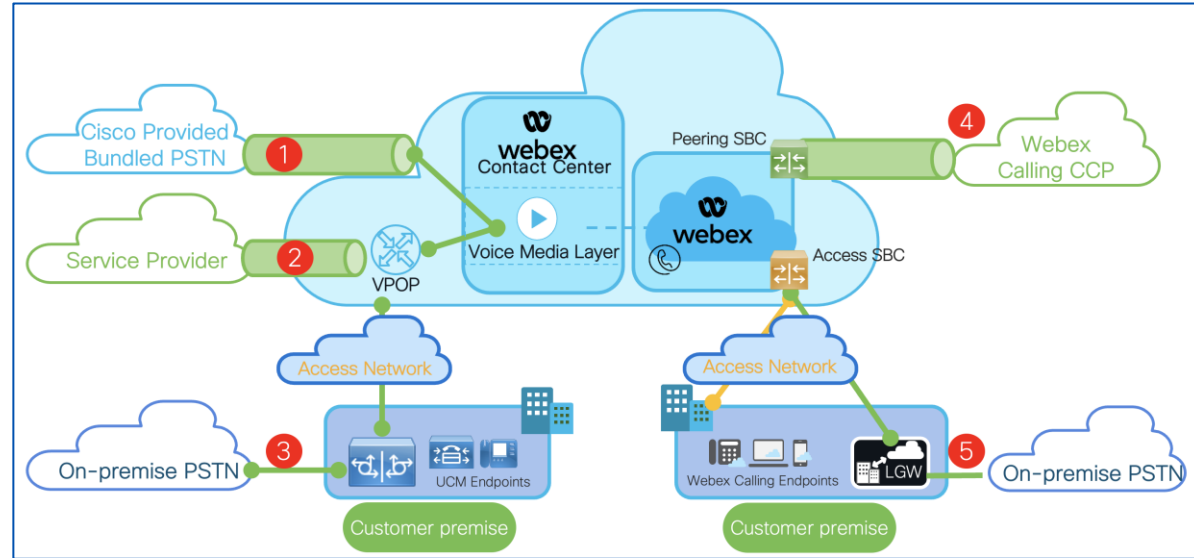 Cisco Provided
Bundled PSTN
1
webex
Contact Center
Peering SBC
4
Webex
Calling CCP
Service Provider
2
VPOP
Voice Media Layer
webex
Access SBC
Access Network
Access Network
On-premise PSTN
3
UCM Endpoints
Webex Calling Endpoints
LGW
5
On-premise PSTN
Customer premise
Customer premise